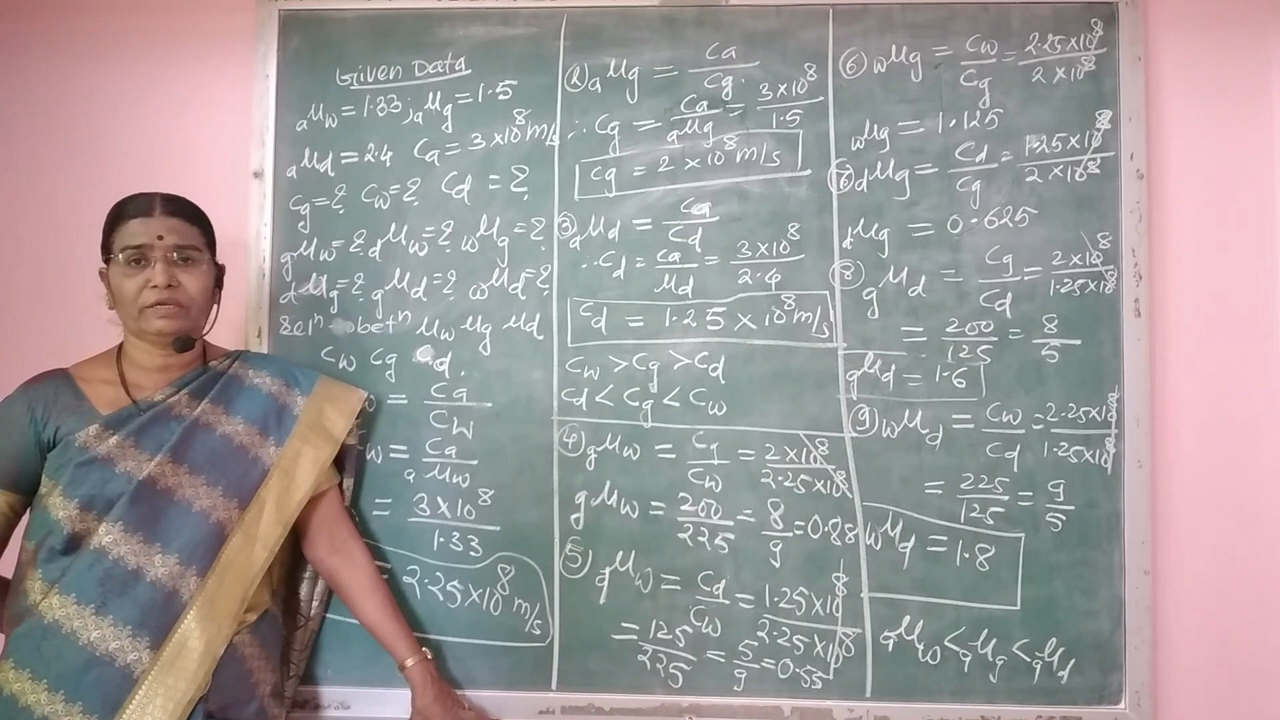 Given Data
aμw = 1.33 ; aμg = 1.5
aμd = 2.4 Ca = 3 × 10⁸ m/s
Cg = ? Cw = ? Cd = ?
gμw = ? dμw = ? wμg = ?
dμg = ? gμd = ? wμd = ?
betⁿ μw μg μd
Cw Cg Cd.
w = Ca/Cw
w = Ca/aμw
= 3×10⁸/1.33
= 2.25×10⁸ m/s
② aμg = Ca/Cg.
∴ Cg = Ca/aμg = 3×10⁸/1.5
Cg = 2 × 10⁸ m/s
③ aμd = Ca/Cd
∴ Cd = Ca/μd = 3×10⁸/2.4
Cd = 1.25 × 10⁸ m/s
Cw > Cg > Cd
Cd < Cg < Cw
④ gμw = Cg/Cw = 2×10⁸/2.25×10⁸
gμw = 200/225 = 8/9 = 0.88
⑤ dμw = Cd/Cw = 1.25×10⁸/2.25×10⁸
= 125/225 = 5/9 = 0.55
⑥ wμg = Cw/Cg = 2.25×10⁸/2×10⁸
wμg = 1.125
dμg = Cd/Cg = 1.25×10⁸/2×10⁸
dμg = 0.625
⑧ gμd = Cg/Cd = 2×10⁸/1.25×10⁸
= 200/125 = 8/5
gμd = 1.6
⑨ wμd = Cw/Cd = 2.25×10⁸/1.25×10⁸
= 225/125 = 9/5
wμd = 1.8
aμw < aμg < aμd